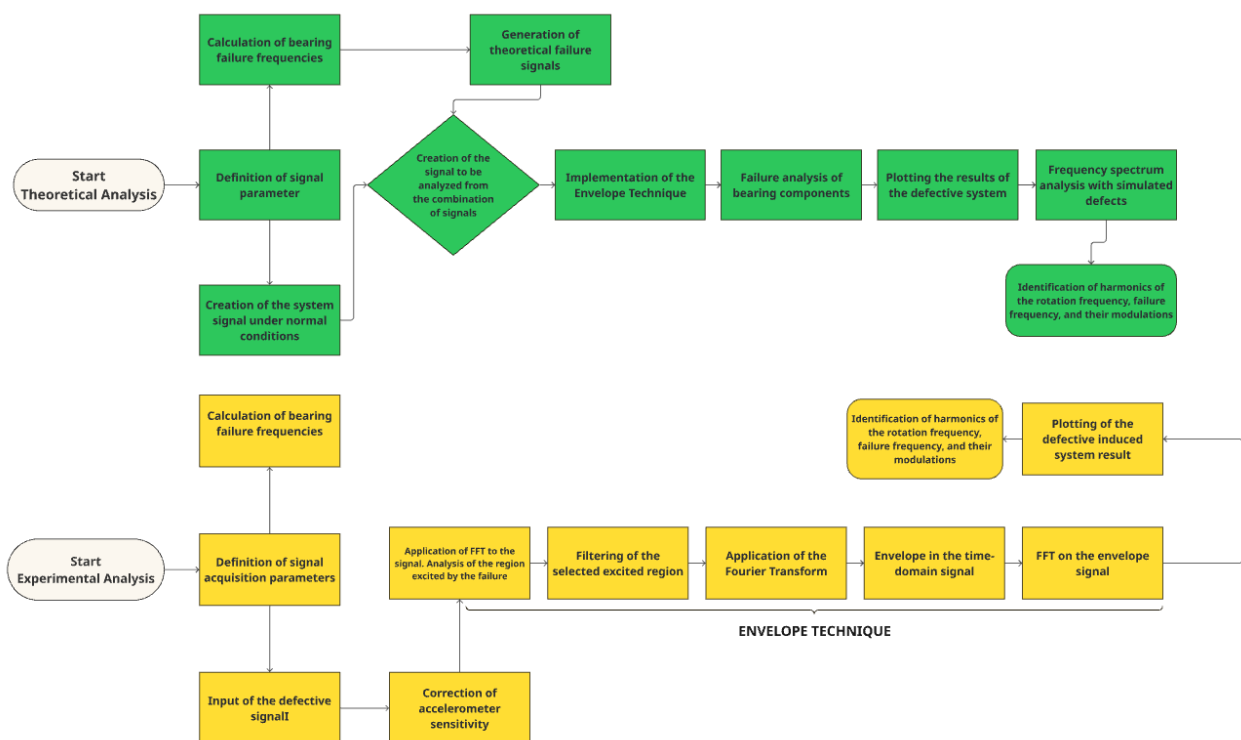 Calculation of bearing
failure frequencies
Generation of
theoretical failure
signals
Start
Theoretical Analysis
Definition of signal
parameter
Creation of the
signal to be
analyzed from
the combination
of signals
Implementation of the
Envelope Technique
Failure analysis of
bearing components
Plotting the results of
the defective system
Frequency spectrum
analysis with simulated
defects
Creation of the system
signal under normal
conditions
Identification of harmonics of
the rotation frequency, failure
frequency, and their modulations
Calculation of bearing
failure frequencies
Identification of harmonics of
the rotation frequency,
failure frequency, and their
modulations
Plotting of the
defective induced
system result
Start
Experimental Analysis
Definition of signal
acquisition parameters
Application of FFT to the
signal. Analysis of the region
excited by the failure
Filtering of the
selected excited region
Application of the
Fourier Transform
Envelope in the time-
domain signal
FFT on the envelope
signal
ENVELOPE TECHNIQUE
Input of the defective
signalI
Correction of
accelerometer
sensitivity